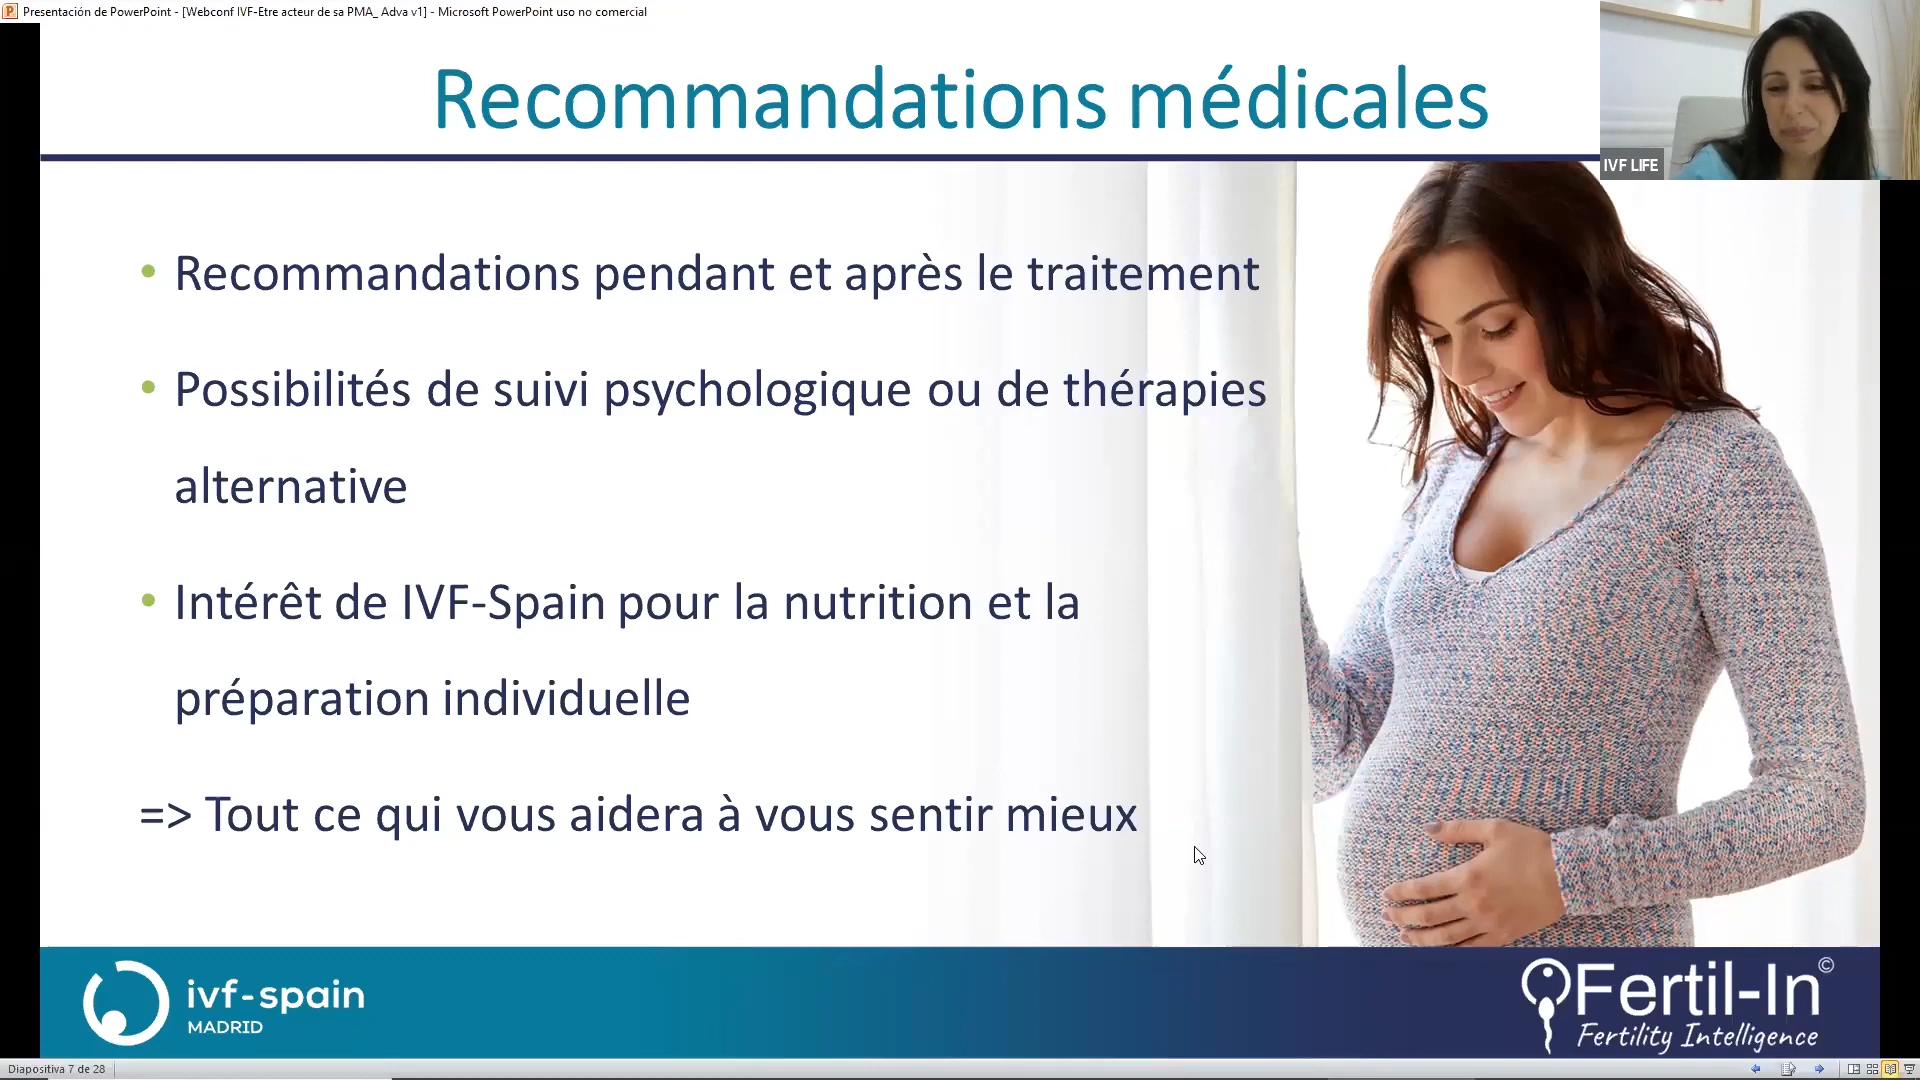 Presentación de PowerPoint - [Webconf IVF-Etre acteur de sa PMA_ Adva v1] - Microsoft PowerPoint uso no comercial
Recommandations médicales
IVF LIFE
• Recommandations pendant et après le traitement
• Possibilités de suivi psychologique ou de thérapies
alternative
• Intérêt de IVF-Spain pour la nutrition et la
préparation individuelle
=> Tout ce qui vous aidera à vous sentir mieux
ivf-spain
MADRID
Fertil-In©
Fertility Intelligence
Diapositiva 7 de 28